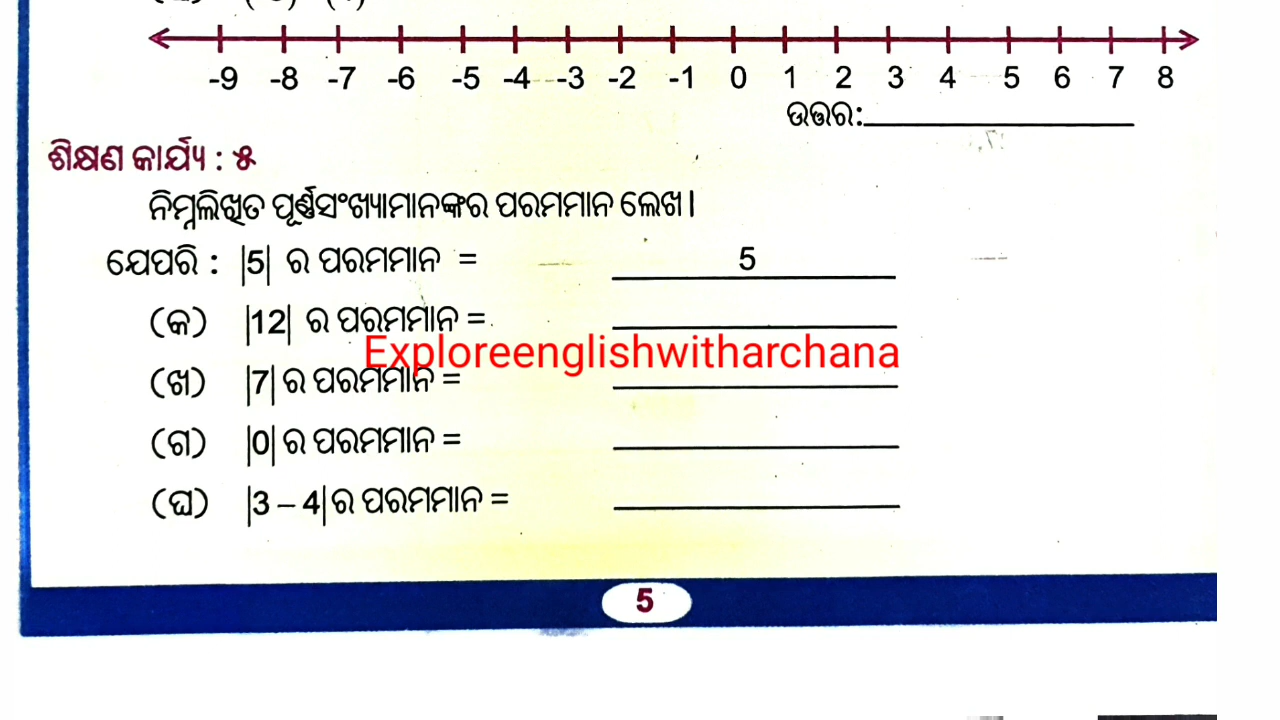 -9 -8 -7 -6 -5 -4 -3 -2 -1 0 1 2 3 4 5 6 7 8
ଉତ୍ତର:
ଶିକ୍ଷଣ କାର୍ଯ୍ୟ : ୫
ନିମ୍ନଲିଖିତ ପୂର୍ଣ୍ଣସଂଖ୍ୟାମାନଙ୍କର ପରମମାନ ଲେଖ।
ଯେପରି : |5| ର ପରମମାନ = 5
(କ) |12| ର ପରମମାନ =
Exploreenglishwitharchana
(ଖ) |7| ର ପରମମାନ =
(ଗ) |0| ର ପରମମାନ =
(ଘ) |3 – 4| ର ପରମମାନ =
5